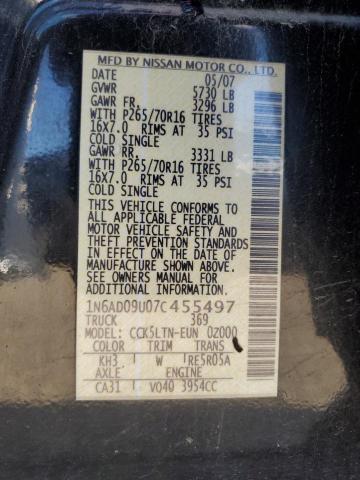 MFD BY NISSAN MOTOR CO., LTD.
DATE 05/07
GVWR 5730 LB
GAWR FR. 3296 LB
WITH P265/70R16 TIRES
16X7.0 RIMS AT 35 PSI
COLD SINGLE
GAWR RR. 3331 LB
WITH P265/70R16 TIRES
16X7.0 RIMS AT 35 PSI
COLD SINGLE
THIS VEHICLE CONFORMS TO
ALL APPLICABLE FEDERAL
MOTOR VEHICLE SAFETY AND
THEFT PREVENTION STANDARDS
IN EFFECT ON THE DATE OF
MANUFACTURE SHOWN ABOVE.
SEE OWNERS MANUAL FOR
ADDITIONAL INFORMATION.
1N6AD09U07C455497
TRUCK 369
MODEL: CCK5LTN-EUN 0Z000
COLOR TRIM TRANS
KH3 W RE5R05A
AXLE ENGINE
CA31 VQ40 3954CC